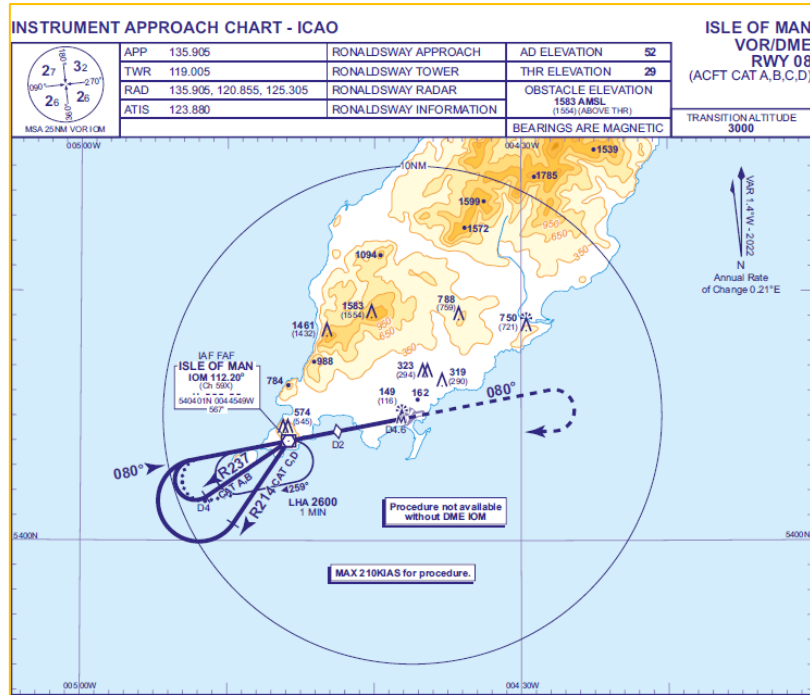 INSTRUMENT APPROACH CHART - ICAO
ISLE OF MAN
VOR/DME
RWY 08
(ACFT CAT A,B,C,D)
APP 135.905 RONALDSWAY APPROACH
TWR 119.005 RONALDSWAY TOWER
RAD 135.905, 120.855, 125.305 RONALDSWAY RADAR
ATIS 123.880 RONALDSWAY INFORMATION
AD ELEVATION 52
THR ELEVATION 29
OBSTACLE ELEVATION
1583 AMSL
(1554) (ABOVE THR)
BEARINGS ARE MAGNETIC
TRANSITION ALTITUDE
3000
180°
27 32
090° 270°
26 26
360°
MSA 25NM VOR IOM
005 00W
004 30W
10NM
1539
1785
1599
1572
950
650
350
1094
VAR 1.4°W - 2022
N
Annual Rate
of Change 0.21°E
1583
(1554)
788
(759)
750
(721)
1461
(1432)
950
650
350
988
323
(294)
319
(290)
IAF FAF
ISLE OF MAN
IOM 112.20°
(Ch 59X)
540401N 0044549W
567'
784
149
(116)
162
080°
574
(545)
D4.6
D2
080°
R237
CAT A,B
R214 CAT C,D
259°
D4
LHA 2600
1 MIN
Procedure not available
without DME IOM
5400N
5400N
MAX 210KIAS for procedure.
005 00W
004 30W